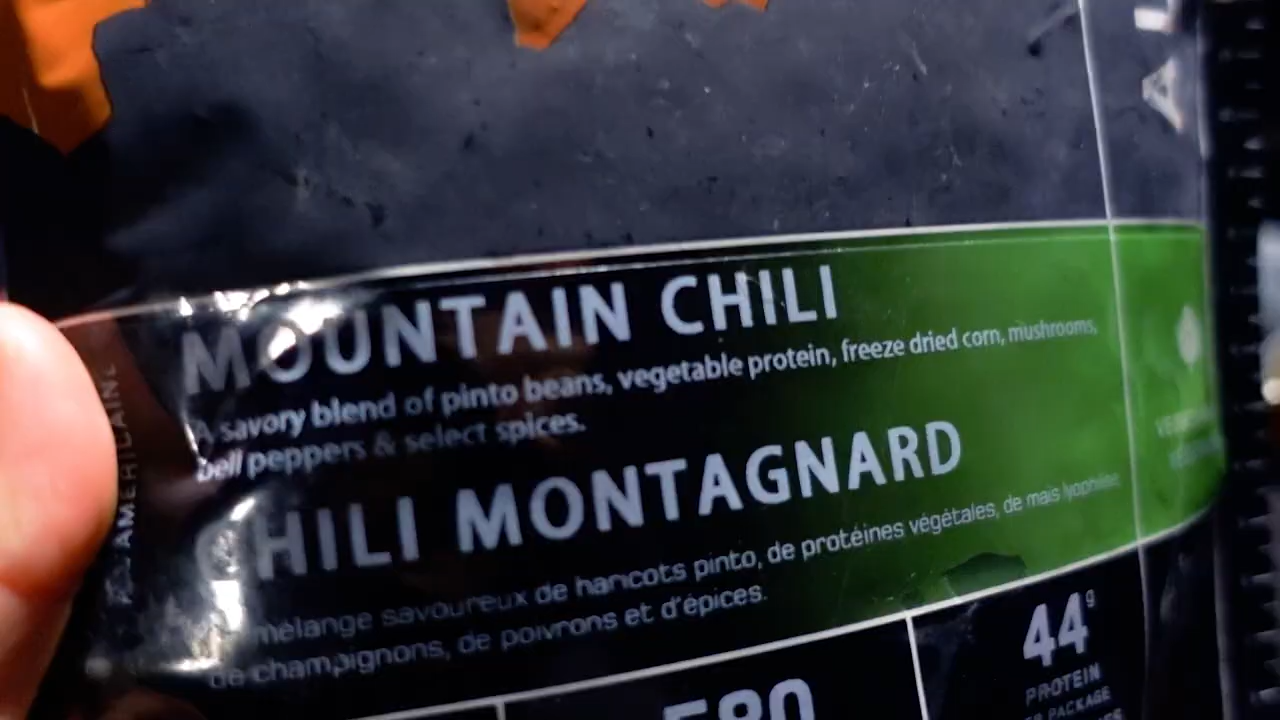 MOUNTAIN CHILI
A savory blend of pinto beans, vegetable protein, freeze dried corn, mushrooms,
bell peppers & select spices.
CHILI MONTAGNARD
mélange savoureux de haricots pinto, de protéines végétales, de maïs lyophilisé,
de champignons, de poivrons et d'épices.
580
44g
PROTEIN
PACKAGE